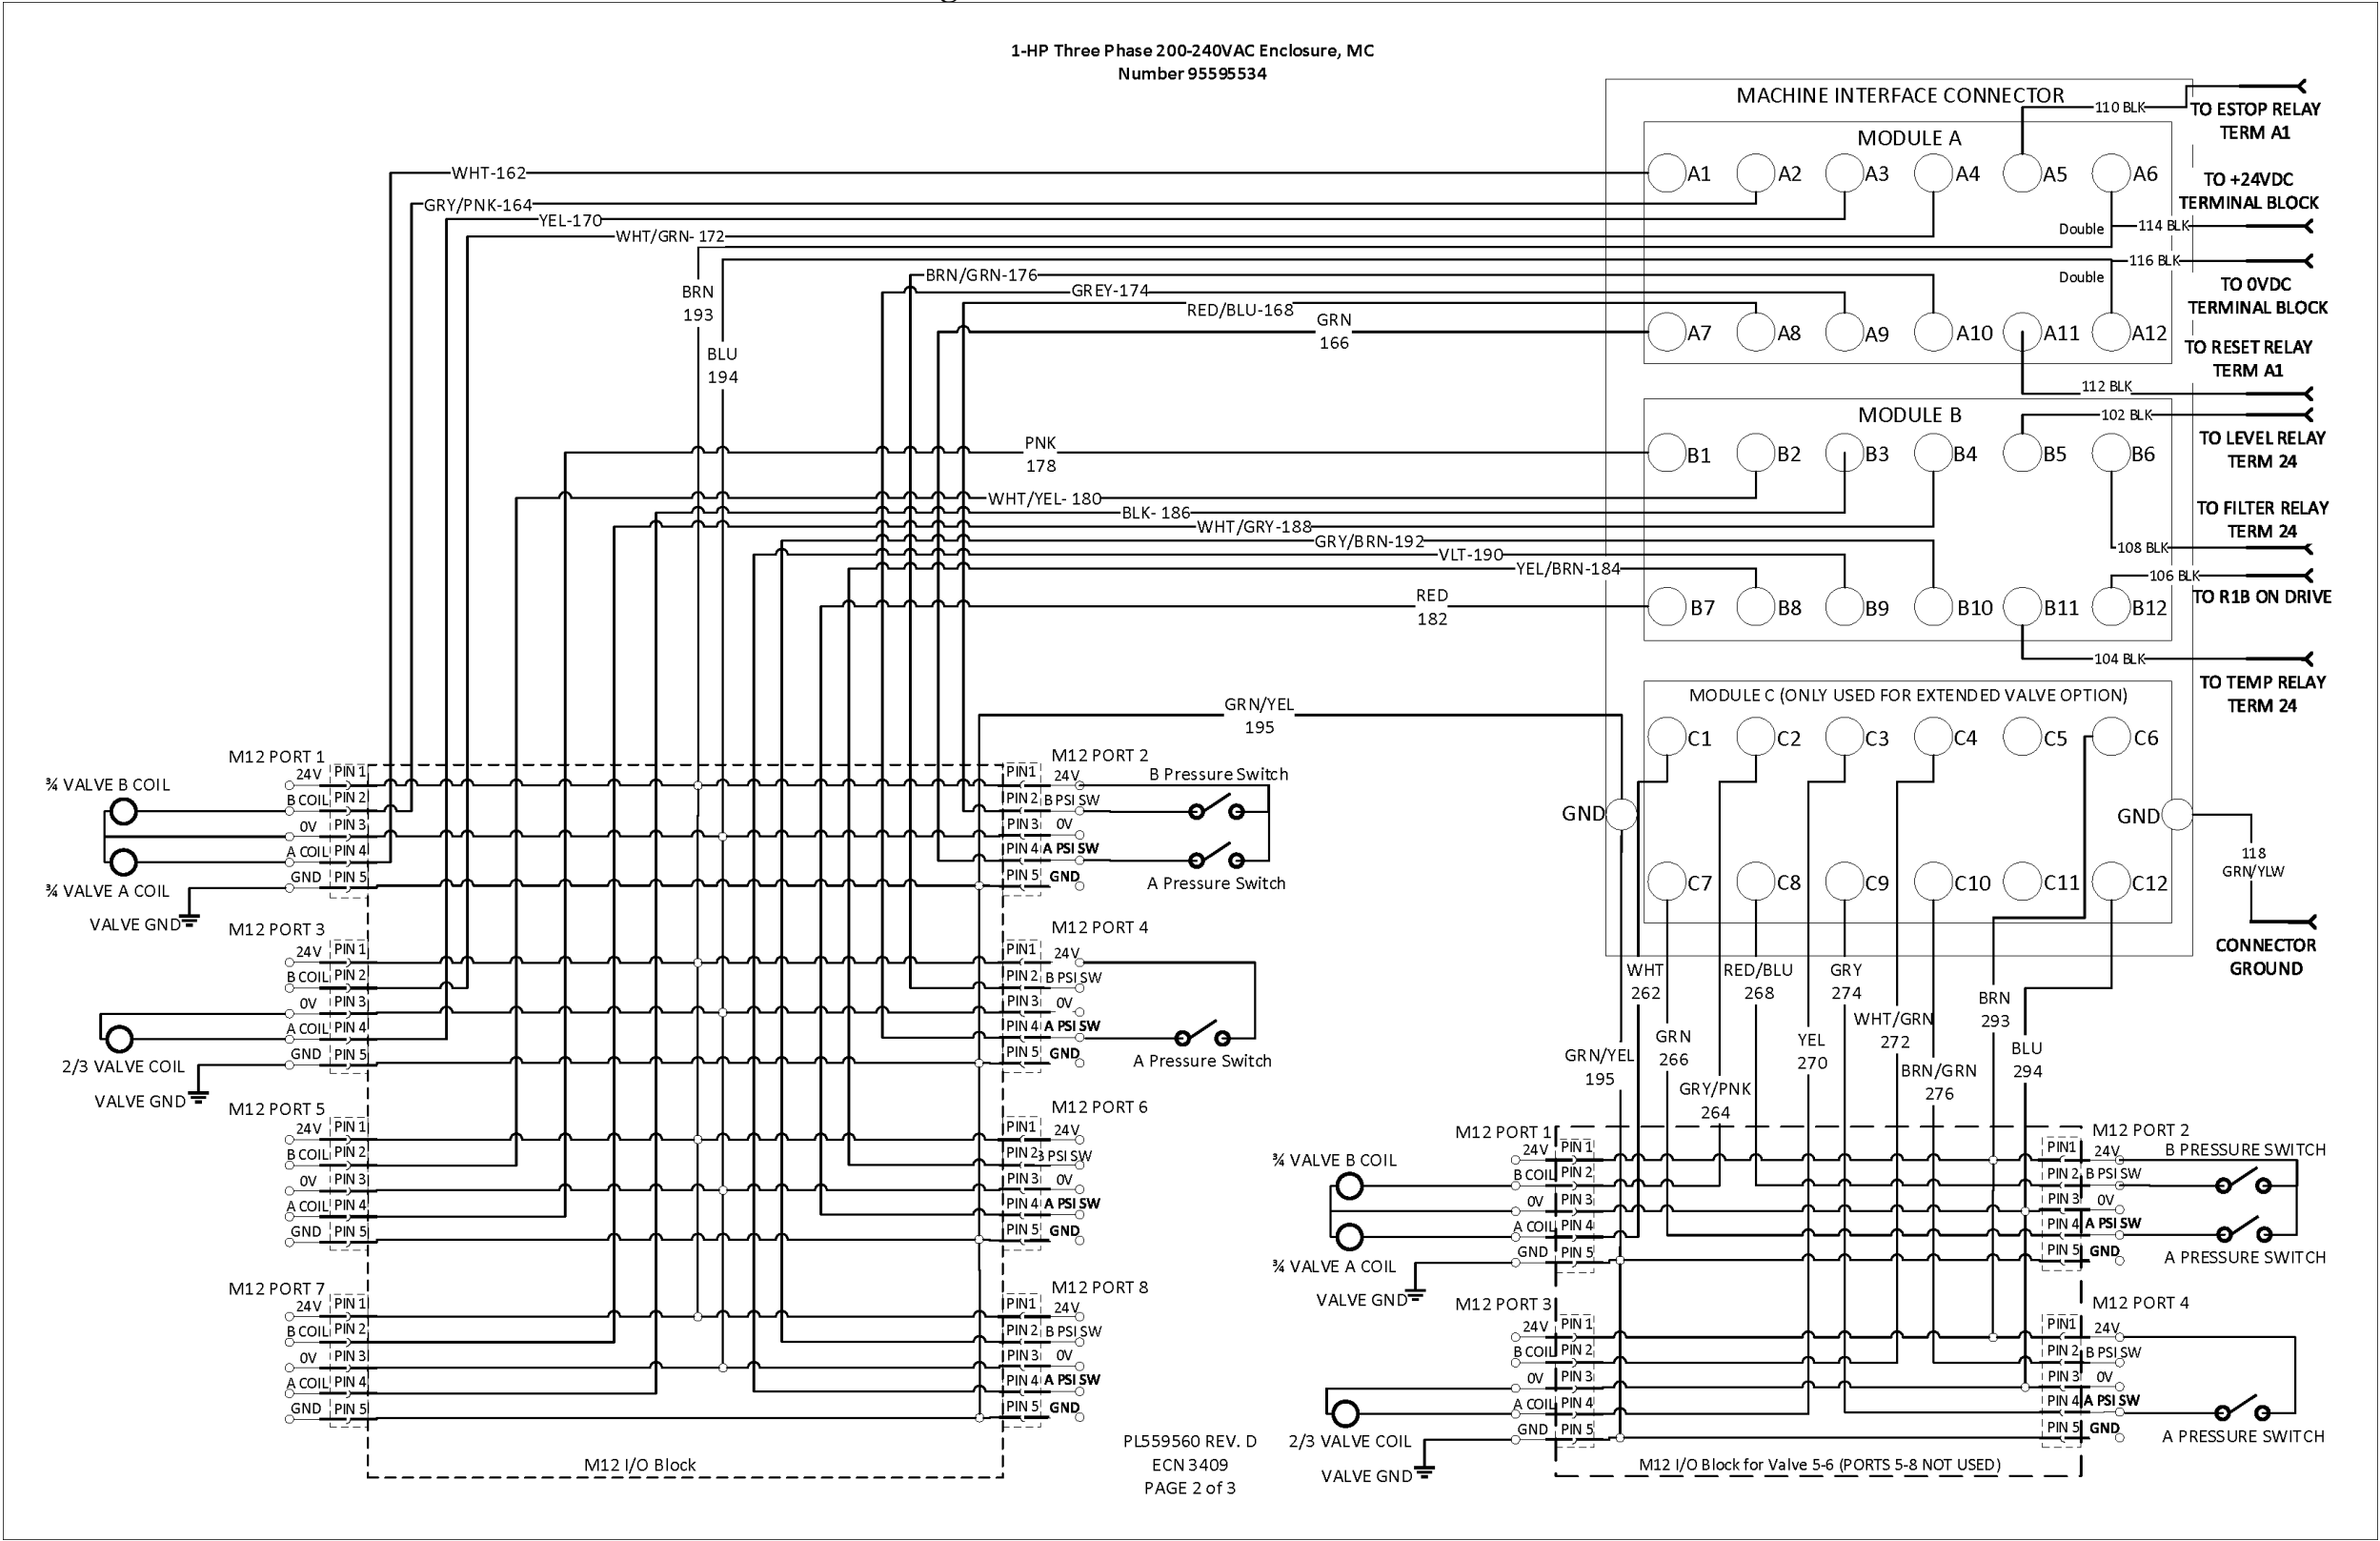 1-HP Three Phase 200-240VAC Enclosure, MC
Number 95595534
MACHINE INTERFACE CONNECTOR
MODULE A
110 BLK
TO ESTOP RELAY
TERM A1
WHT-162
A1
A2
A3
A4
A5
A6
TO +24VDC
TERMINAL BLOCK
GRY/PNK-164
YEL-170
WHT/GRN- 172
Double
114 BLK
116 BLK
BRN/GRN-176
Double
GREY-174
BRN
193
TO 0VDC
TERMINAL BLOCK
RED/BLU-168
GRN
166
A7
A8
A9
A10
A11
A12
BLU
194
TO RESET RELAY
TERM A1
112 BLK
MODULE B
102 BLK
TO LEVEL RELAY
TERM 24
PNK
178
B1
B2
B3
B4
B5
B6
WHT/YEL- 180
BLK- 186
WHT/GRY-188
TO FILTER RELAY
TERM 24
GRY/BRN-192
108 BLK
VLT-190
YEL/BRN-184
106 BLK
TO R1B ON DRIVE
RED
182
B7
B8
B9
B10
B11
B12
104 BLK
TO TEMP RELAY
TERM 24
MODULE C (ONLY USED FOR EXTENDED VALVE OPTION)
GRN/YEL
195
C1
C2
C3
C4
C5
C6
GND
GND
118
GRN/YLW
C7
C8
C9
C10
C11
C12
CONNECTOR
GROUND
M12 PORT 1
24V
PIN 1
¾ VALVE B COIL
B COIL
PIN 2
0V
PIN 3
A COIL
PIN 4
GND
PIN 5
¾ VALVE A COIL
VALVE GND
M12 PORT 2
PIN1
24V
B Pressure Switch
PIN 2
B PSI SW
PIN3
0V
PIN 4
A PSI SW
PIN 5
GND
A Pressure Switch
M12 PORT 3
24V
PIN 1
B COIL
PIN 2
0V
PIN 3
A COIL
PIN 4
GND
PIN 5
2/3 VALVE COIL
VALVE GND
M12 PORT 4
PIN1
24V
PIN 2
B PSI SW
PIN3
0V
PIN 4
A PSI SW
PIN 5
GND
A Pressure Switch
M12 PORT 5
24V
PIN 1
B COIL
PIN 2
0V
PIN 3
A COIL
PIN 4
GND
PIN 5
M12 PORT 6
PIN1
24V
PIN 2
PSI SW
PIN3
0V
PIN 4
A PSI SW
PIN 5
GND
M12 PORT 7
24V
PIN 1
B COIL
PIN 2
0V
PIN 3
A COIL
PIN 4
GND
PIN 5
M12 PORT 8
PIN1
24V
PIN 2
B PSI SW
PIN3
0V
PIN 4
A PSI SW
PIN 5
GND
M12 I/O Block
PL559560 REV. D
ECN 3409
PAGE 2 of 3
WHT
262
RED/BLU
268
GRY
274
BRN
293
WHT/GRN
272
GRN
266
YEL
270
BLU
294
GRN/YEL
195
GRY/PNK
264
BRN/GRN
276
M12 PORT 1
24V
PIN 1
¾ VALVE B COIL
B COIL
PIN 2
0V
PIN 3
A COIL
PIN 4
GND
PIN 5
¾ VALVE A COIL
VALVE GND
M12 PORT 2
PIN1
24V
B PRESSURE SWITCH
PIN 2
B PSI SW
PIN3
0V
PIN 4
A PSI SW
PIN 5
GND
A PRESSURE SWITCH
M12 PORT 3
24V
PIN 1
B COIL
PIN 2
0V
PIN 3
A COIL
PIN 4
GND
PIN 5
2/3 VALVE COIL
VALVE GND
M12 PORT 4
PIN1
24V
PIN 2
B PSI SW
PIN3
0V
PIN 4
A PSI SW
PIN 5
GND
A PRESSURE SWITCH
M12 I/O Block for Valve 5-6 (PORTS 5-8 NOT USED)